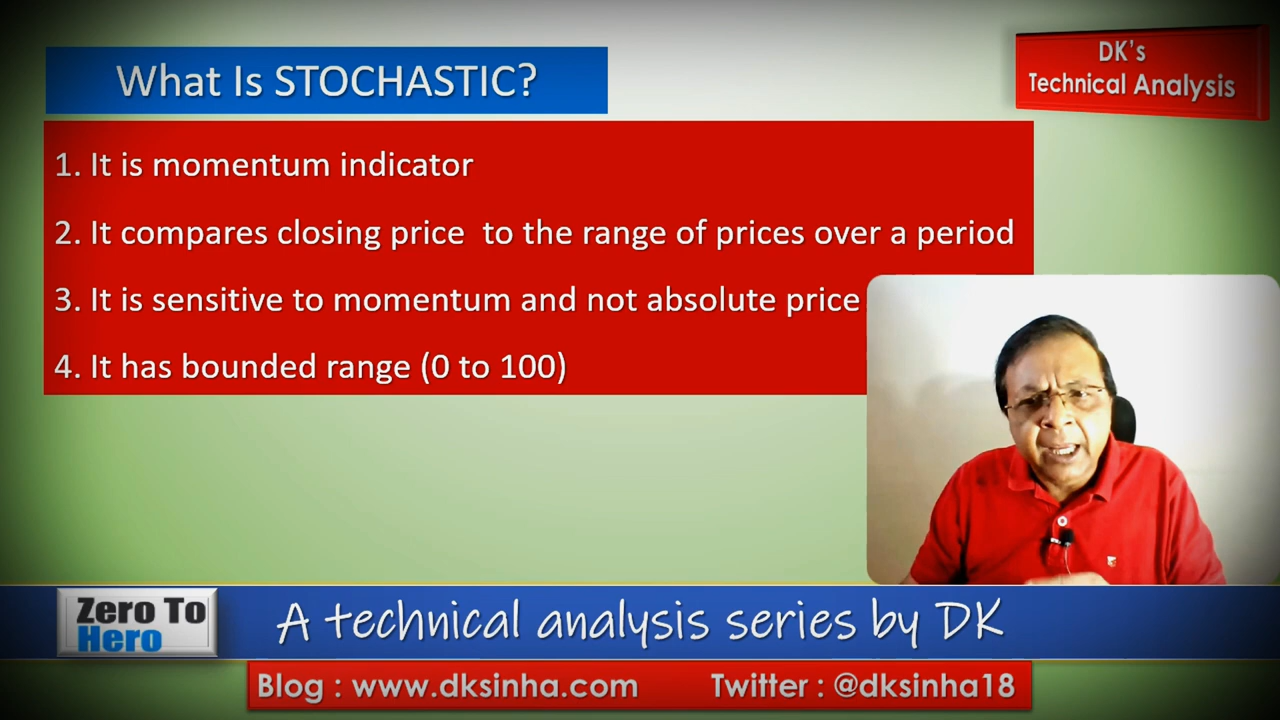 What Is STOCHASTIC?
DK's
Technical Analysis
1. It is momentum indicator
2. It compares closing price to the range of prices over a period
3. It is sensitive to momentum and not absolute price
4. It has bounded range (0 to 100)
Zero To
Hero
A technical analysis series by DK
Blog : www.dksinha.com Twitter : @dksinha18